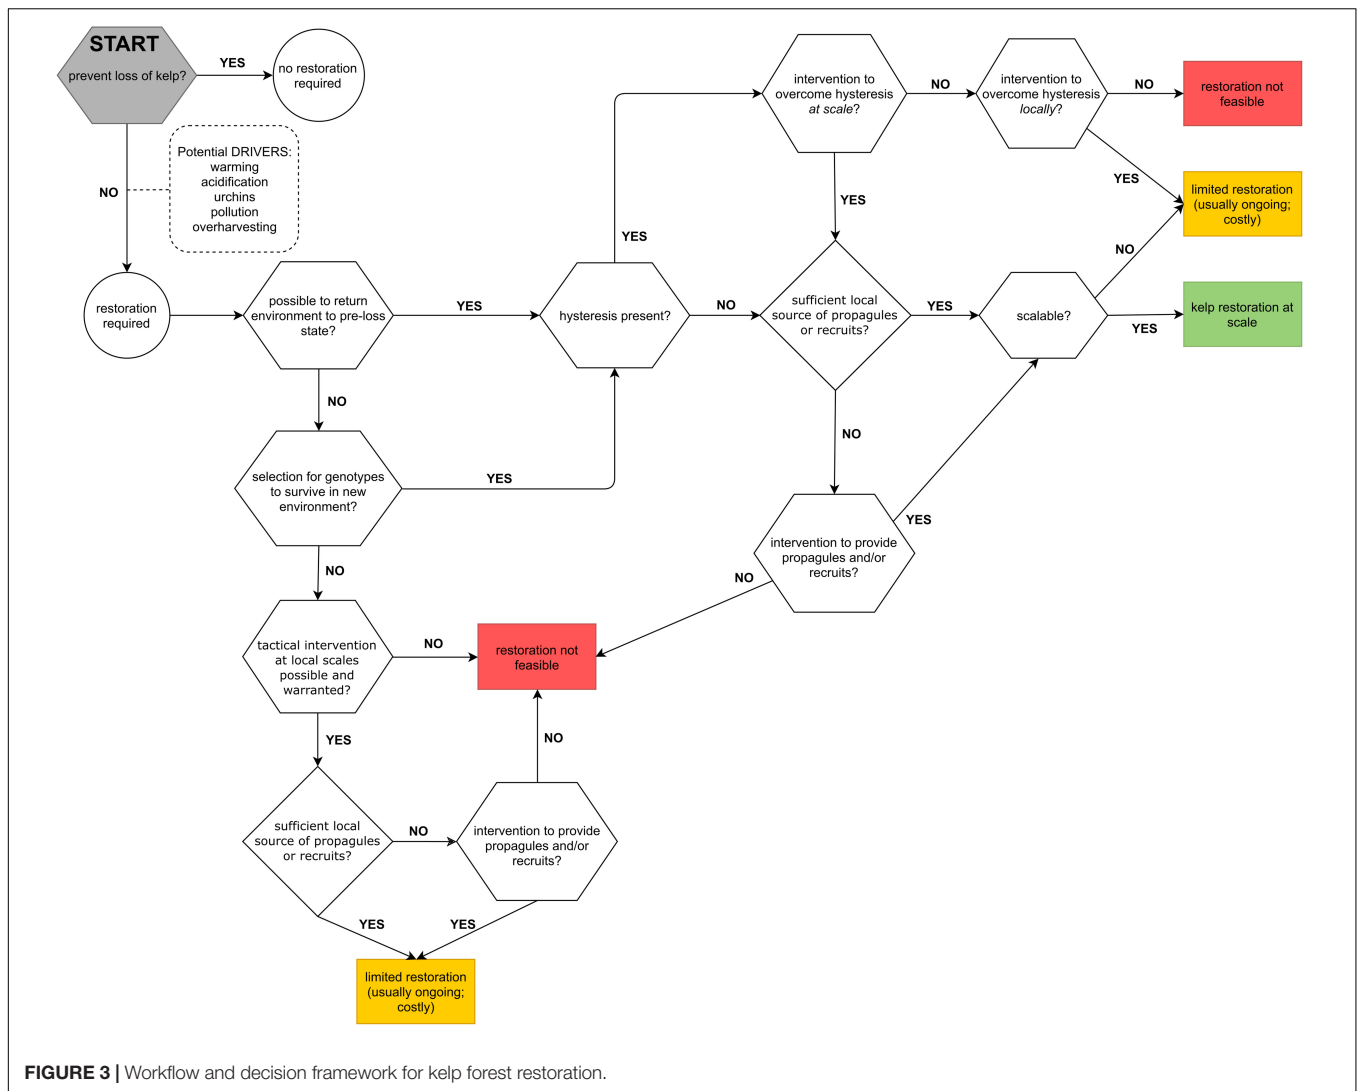 START
prevent loss of kelp?
YES
no restoration
required
NO
Potential DRIVERS:
warming
acidification
urchins
pollution
overharvesting
restoration
required
possible to return
environment to pre-loss
state?
YES
NO
selection for genotypes
to survive in new
environment?
YES
NO
tactical intervention
at local scales
possible and
warranted?
NO
YES
sufficient local
source of propagules
or recruits?
NO
YES
intervention to provide
propagules and/or
recruits?
NO
YES
limited restoration
(usually ongoing;
costly)
restoration not
feasible
hysteresis present?
YES
NO
intervention to
overcome hysteresis
at scale?
NO
YES
intervention to
overcome hysteresis
locally?
NO
YES
restoration not
feasible
limited restoration
(usually ongoing;
costly)
sufficient local
source of propagules
or recruits?
YES
NO
scalable?
NO
YES
kelp restoration at
scale
intervention to provide
propagules and/or
recruits?
YES
NO
FIGURE 3 | Workflow and decision framework for kelp forest restoration.